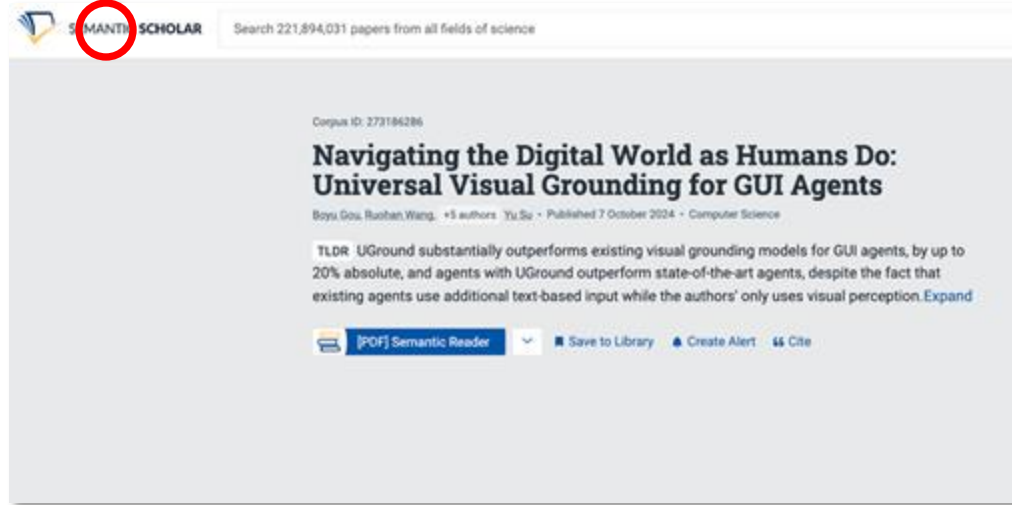 SEMANTIC SCHOLAR
Search 221,894,031 papers from all fields of science
Corpus ID: 273186286
Navigating the Digital World as Humans Do:
Universal Visual Grounding for GUI Agents
Boyu Gou, Ruohan Wang, +5 authors Yu Su • Published 7 October 2024 • Computer Science
TLDR UGround substantially outperforms existing visual grounding models for GUI agents, by up to
20% absolute, and agents with UGround outperform state-of-the-art agents, despite the fact that
existing agents use additional text-based input while the authors' only uses visual perception. Expand
[PDF] Semantic Reader Save to Library Create Alert Cite